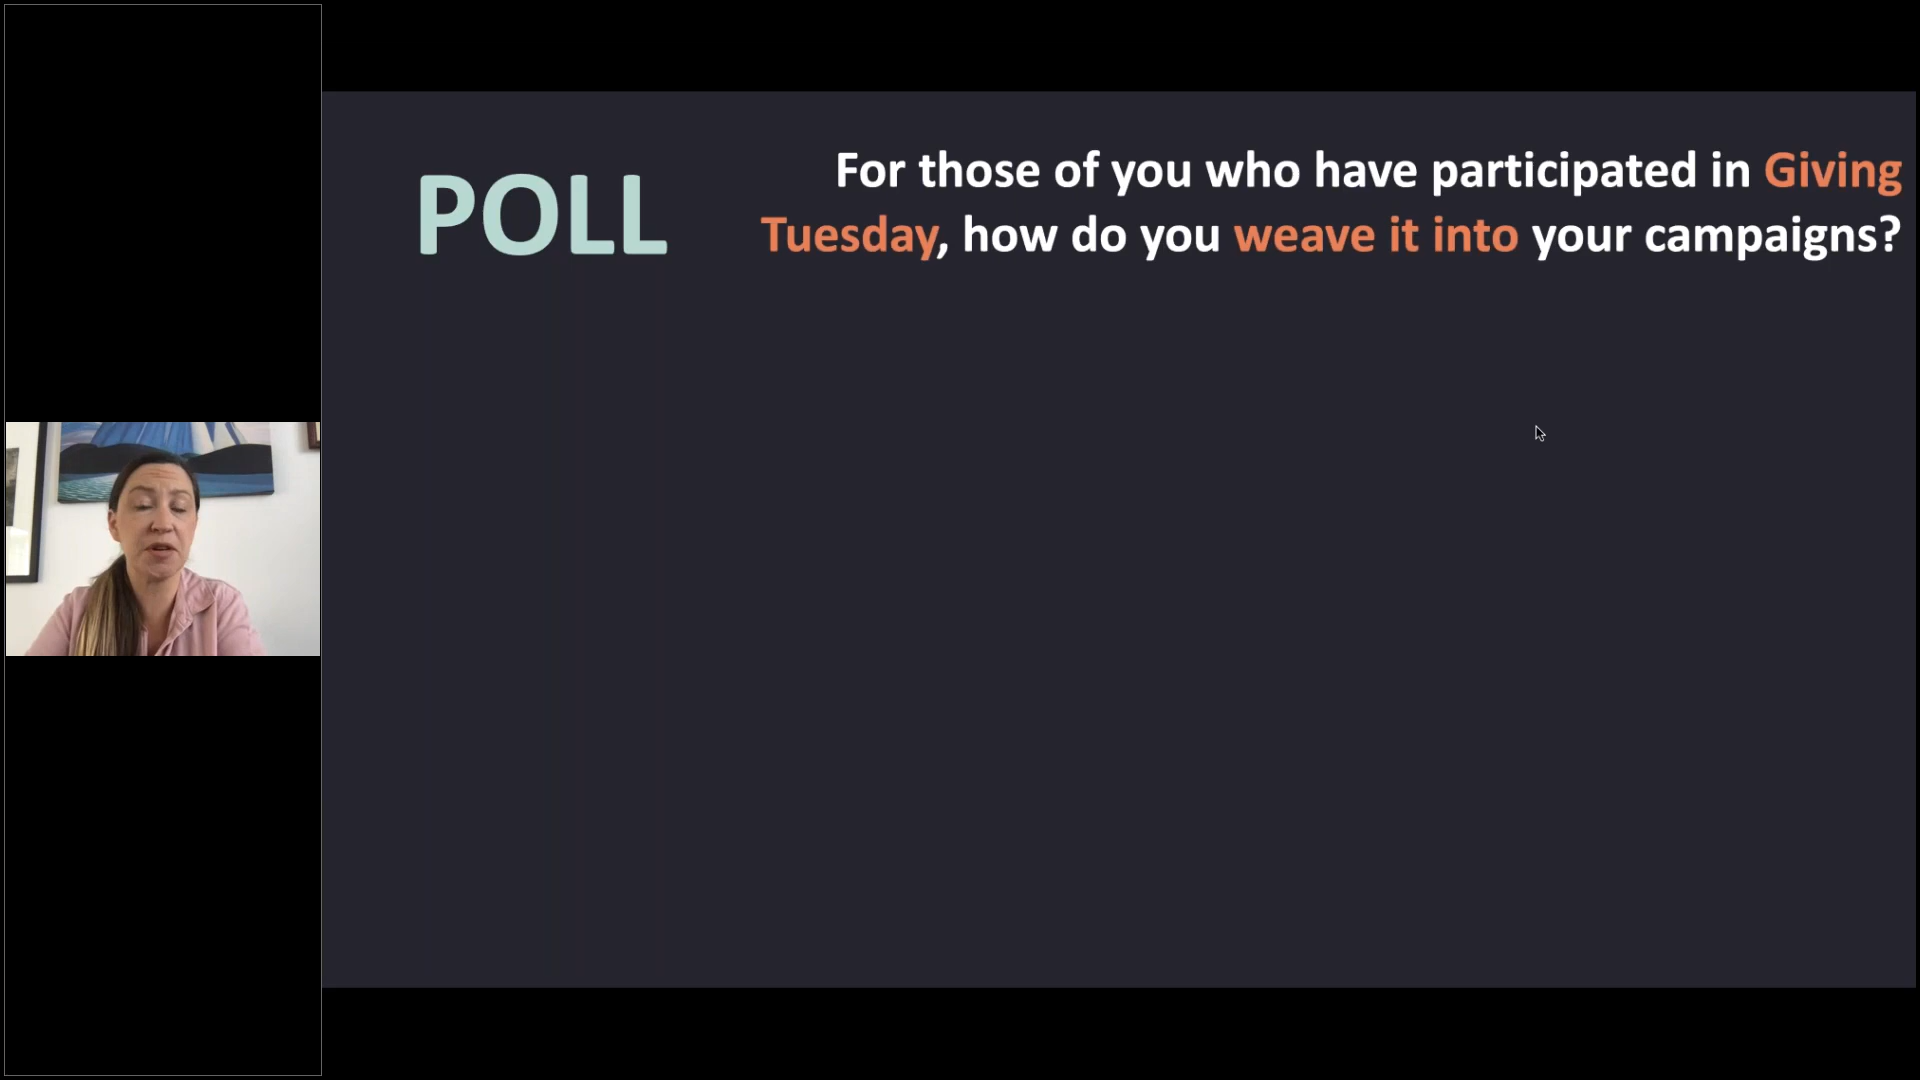 POLL
For those of you who have participated in Giving
Tuesday, how do you weave it into your campaigns?